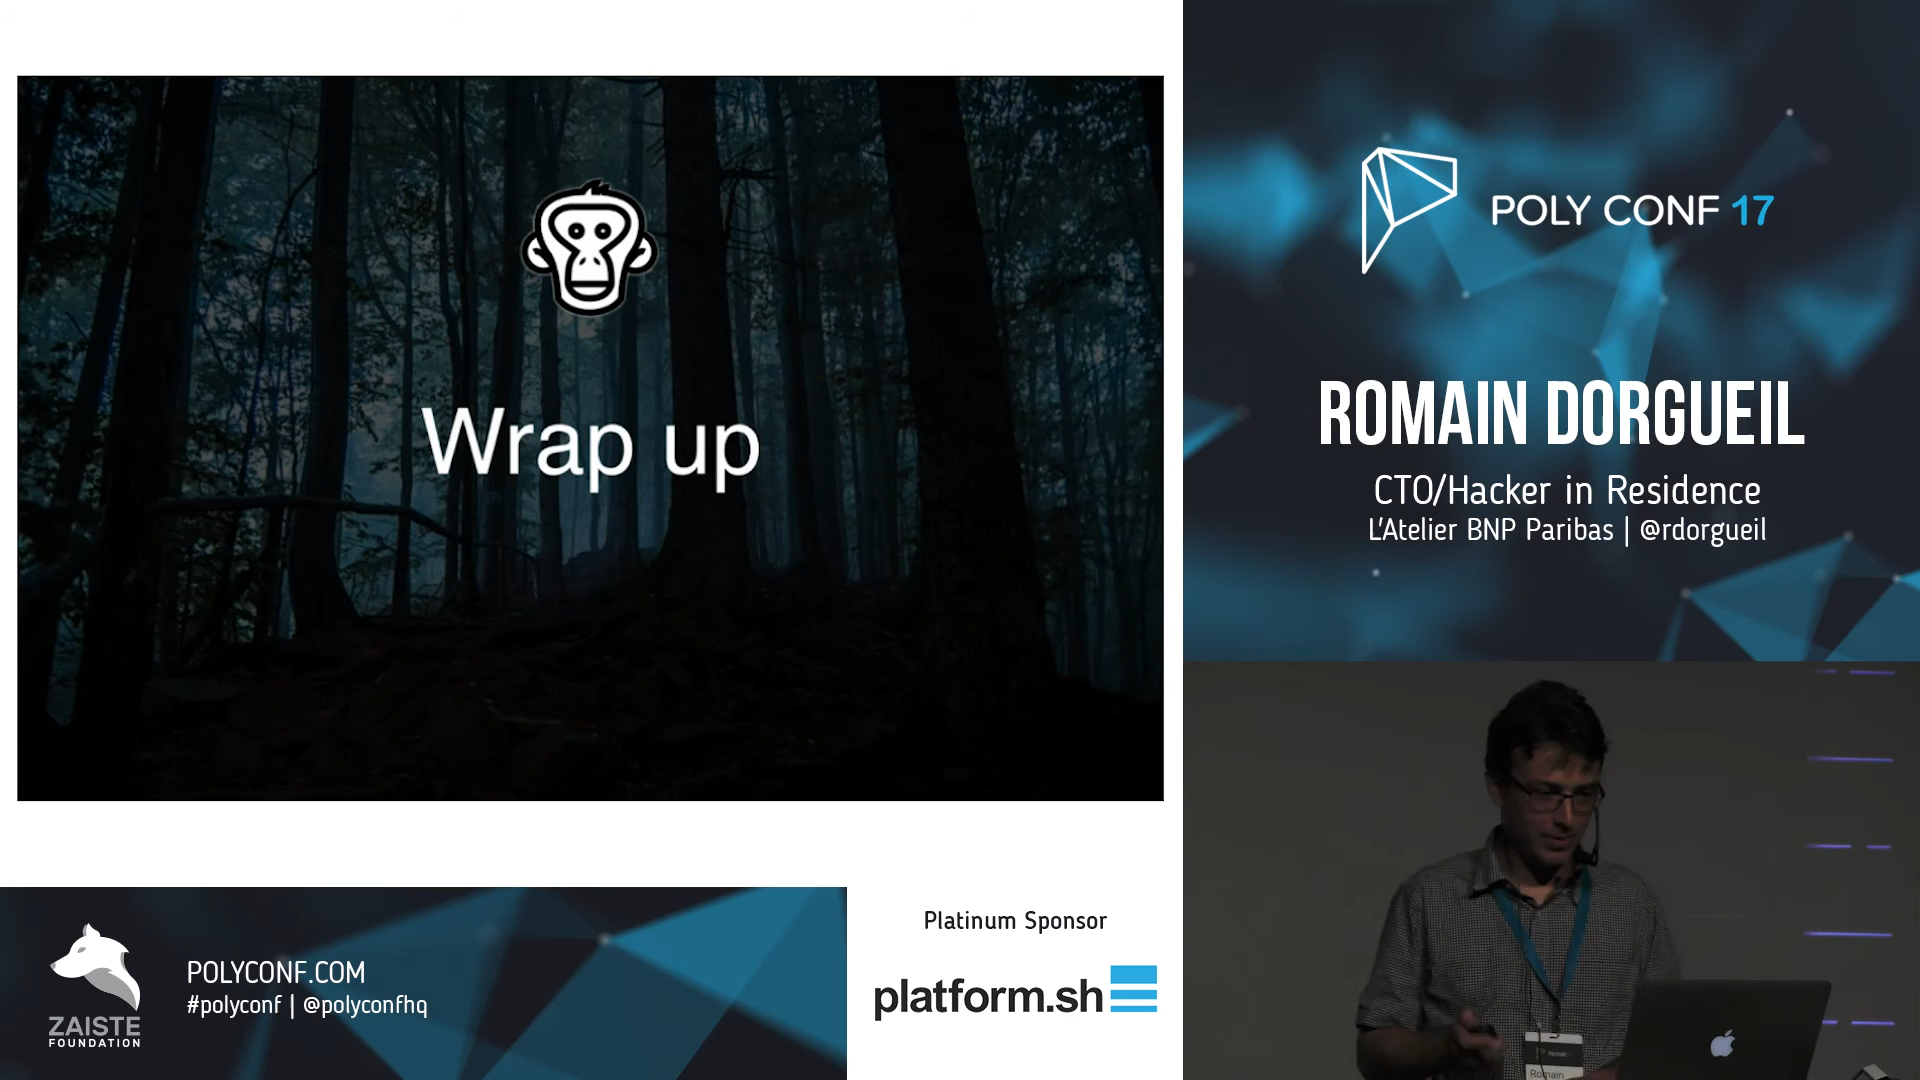 Wrap up
POLY CONF 17
ROMAIN DORGUEIL
CTO/Hacker in Residence
L'Atelier BNP Paribas | @rdorgueil
ZAISTE
FOUNDATION
POLYCONF.COM
#polyconf | @polyconfhq
Platinum Sponsor
platform.sh
Romain